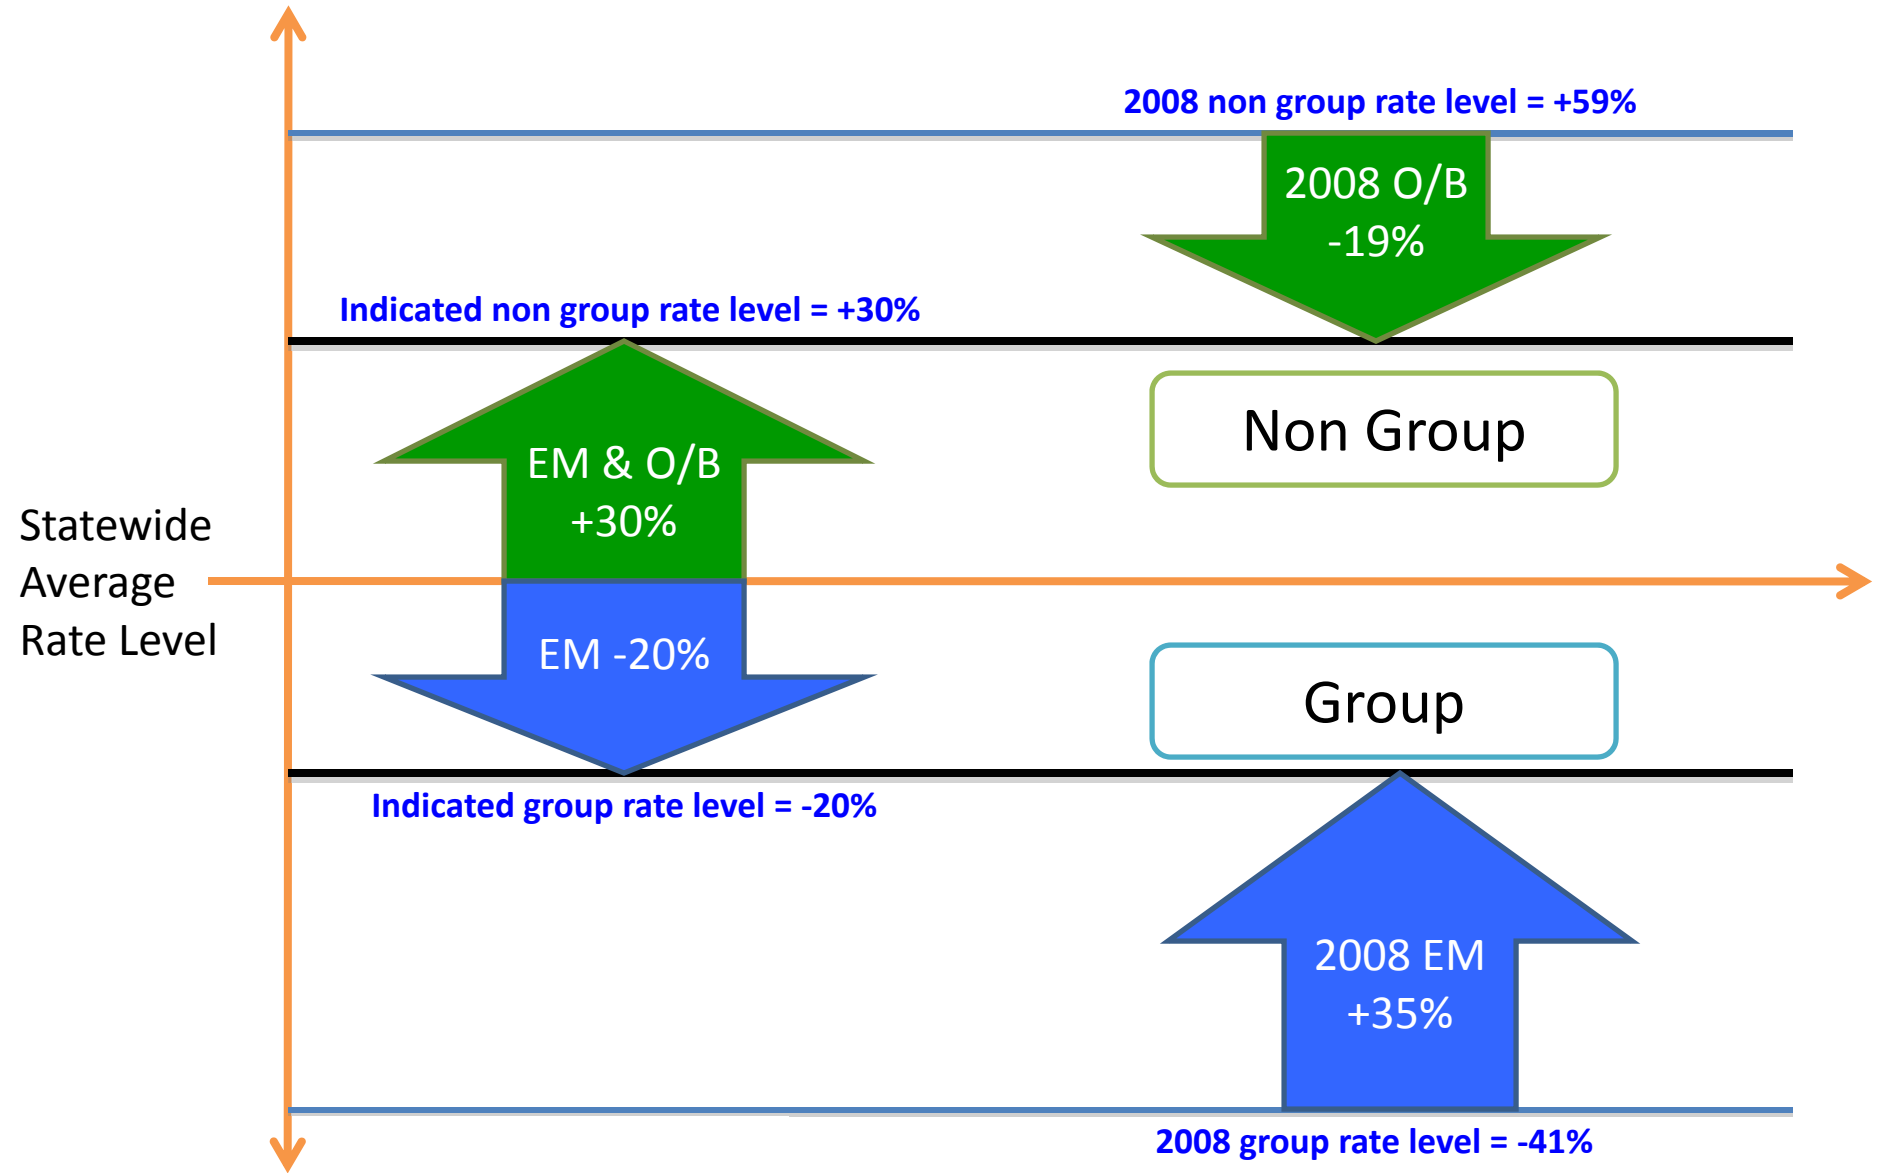 2008 non group rate level = +59%
2008 O/B
-19%
Indicated non group rate level = +30%
Non Group
EM & O/B
+30%
Statewide
Average
Rate Level
EM -20%
Group
Indicated group rate level = -20%
2008 EM
+35%
2008 group rate level = -41%